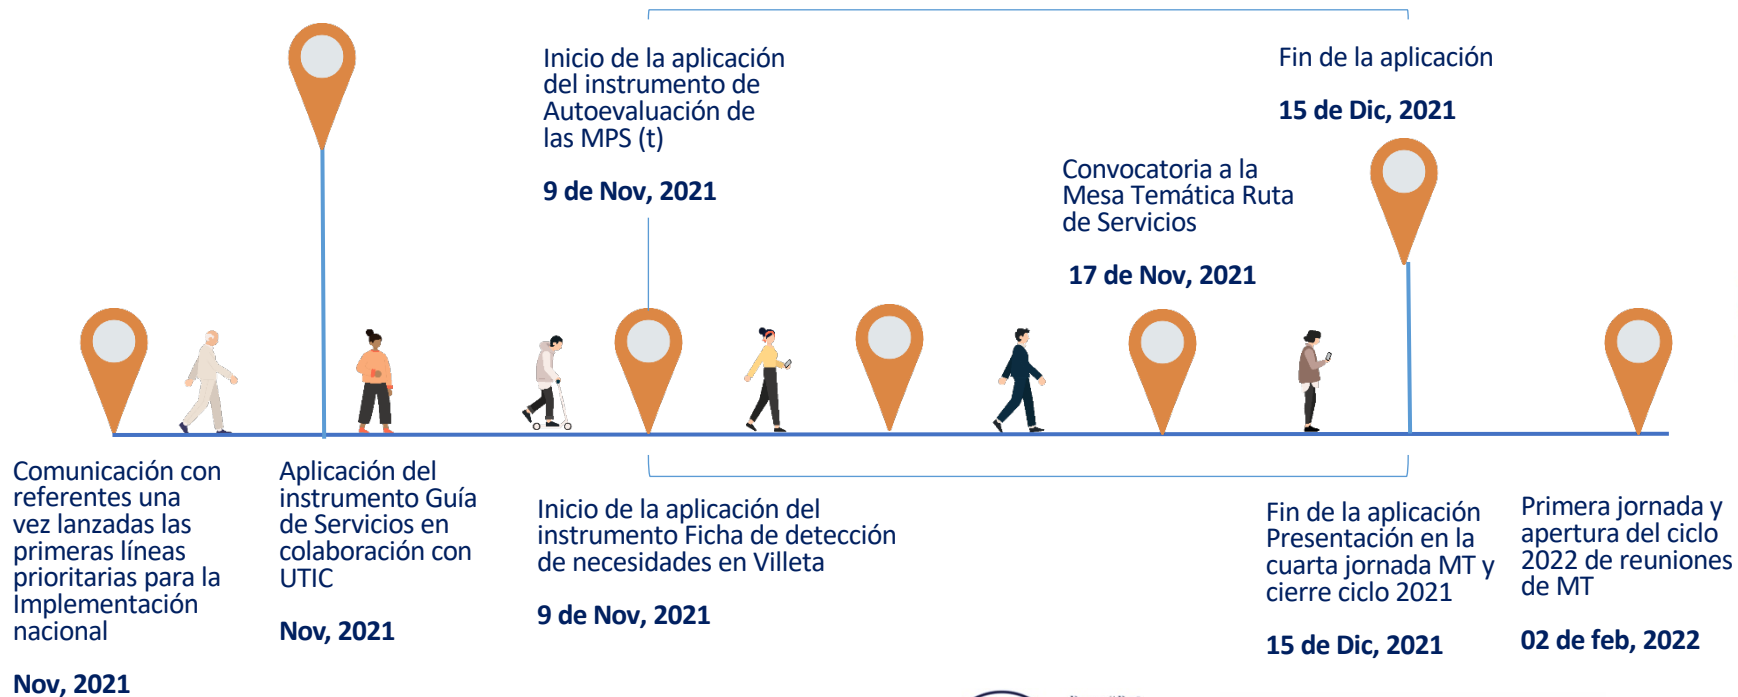 Inicio de la aplicación
del instrumento de
Autoevaluación de
las MPS (t)
9 de Nov, 2021
Fin de la aplicación
15 de Dic, 2021
Convocatoria a la
Mesa Temática Ruta
de Servicios
17 de Nov, 2021
Comunicación con
referentes una
vez lanzadas las
primeras líneas
prioritarias para la
Implementación
nacional
Nov, 2021
Aplicación del
instrumento Guía
de Servicios en
colaboración con
UTIC
Nov, 2021
Inicio de la aplicación del
instrumento Ficha de detección
de necesidades en Villeta
9 de Nov, 2021
Fin de la aplicación
Presentación en la
cuarta jornada MT y
cierre ciclo 2021
15 de Dic, 2021
Primera jornada y
apertura del ciclo
2022 de reuniones
de MT
02 de feb, 2022